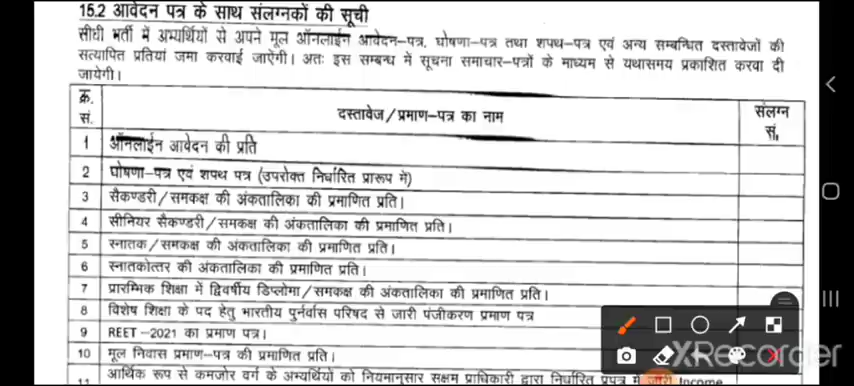 15.2 आवेदन पत्र के साथ संलग्नकों की सूची
सीधी भर्ती में अभ्यर्थियों से अपने मूल ऑनलाईन आवेदन-पत्र, घोषणा-पत्र तथा शपथ-पत्र एवं अन्य सम्बन्धित दस्तावेजों की
सत्यापित प्रतियां जमा करवाई जाऐंगी। अतः इस सम्बन्ध में सूचना समाचार-पत्रों के माध्यम से यथासमय प्रकाशित करवा दी
जायेगी।
क्र. सं. दस्तावेज/प्रमाण-पत्र का नाम संलग्न सं.
1 ऑनलाईन आवेदन की प्रति
2 घोषणा-पत्र एवं शपथ पत्र (उपरोक्त निर्धारित प्रारूप में)
3 सैकण्डरी/समकक्ष की अंकतालिका की प्रमाणित प्रति।
4 सीनियर सैकण्डरी/समकक्ष की अंकतालिका की प्रमाणित प्रति।
5 स्नातक/समकक्ष की अंकतालिका की प्रमाणित प्रति।
6 स्नातकोत्तर की अंकतालिका की प्रमाणित प्रति।
7 प्रारम्भिक शिक्षा में द्विवर्षीय डिप्लोमा/समकक्ष की अंकतालिका की प्रमाणित प्रति।
8 विशेष शिक्षा के पद हेतु भारतीय पुर्नवास परिषद से जारी पंजीकरण प्रमाण पत्र
9 REET-2021 का प्रमाण पत्र।
10 मूल निवास प्रमाण-पत्र की प्रमाणित प्रति।
11 आर्थिक रूप से कमजोर वर्ग के अभ्यर्थियों को नियमानुसार सक्षम प्राधिकारी द्वारा निर्धारित प्रपत्र में जारी Income
XRecorder